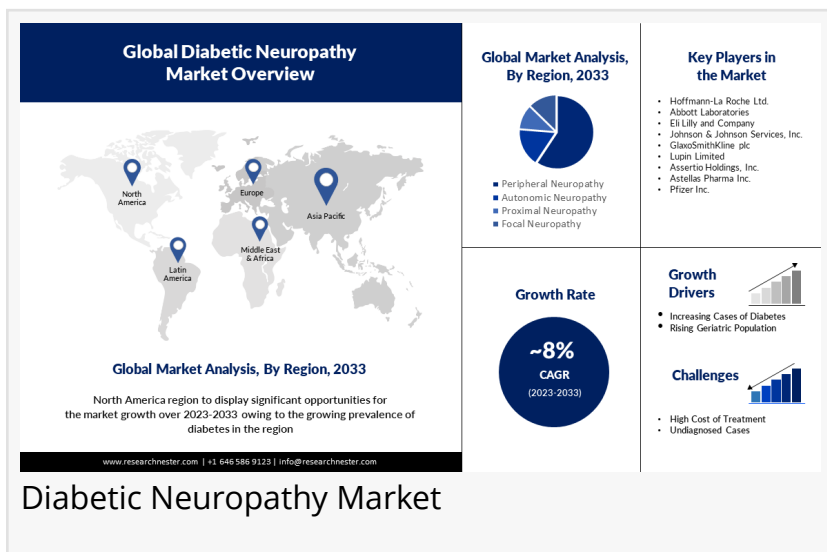 Global Diabetic Neuropathy
Market Overview
North
America
Europe
Asia Pacific
Middle East
& Africa
Latin
America
Global Market Analysis, By Region, 2033
North America region to display significant opportunities for
the market growth over 2023-2033 owing to the growing prevalence of
diabetes in the region
www.researchnester.com | +1 646 586 9123 | info@researchnester.com
Global Market Analysis,
By Region, 2033
Peripheral Neuropathy
Autonomic Neuropathy
Proximal Neuropathy
Focal Neuropathy
Key Players in
the Market
• Hoffmann-La Roche Ltd.
• Abbott Laboratories
• Eli Lilly and Company
• Johnson & Johnson Services, Inc.
• GlaxoSmithKline plc
• Lupin Limited
• Assertio Holdings, Inc.
• Astellas Pharma Inc.
• Pfizer Inc.
Growth Rate
~8%
CAGR
(2023-2033)
Growth
Drivers
• Increasing Cases of Diabetes
• Rising Geriatric Population
Challenges
• High Cost of Treatment
• Undiagnosed Cases
Diabetic Neuropathy Market